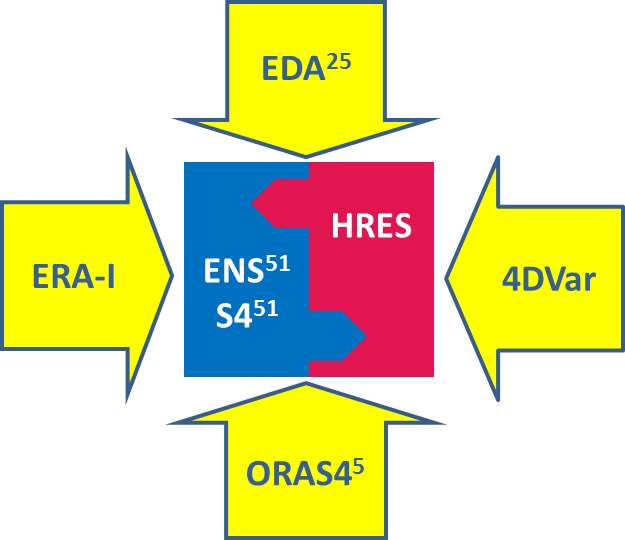 EDA²⁵
HRES
ERA-I
ENS⁵¹
S4⁵¹
4DVar
ORAS4⁵